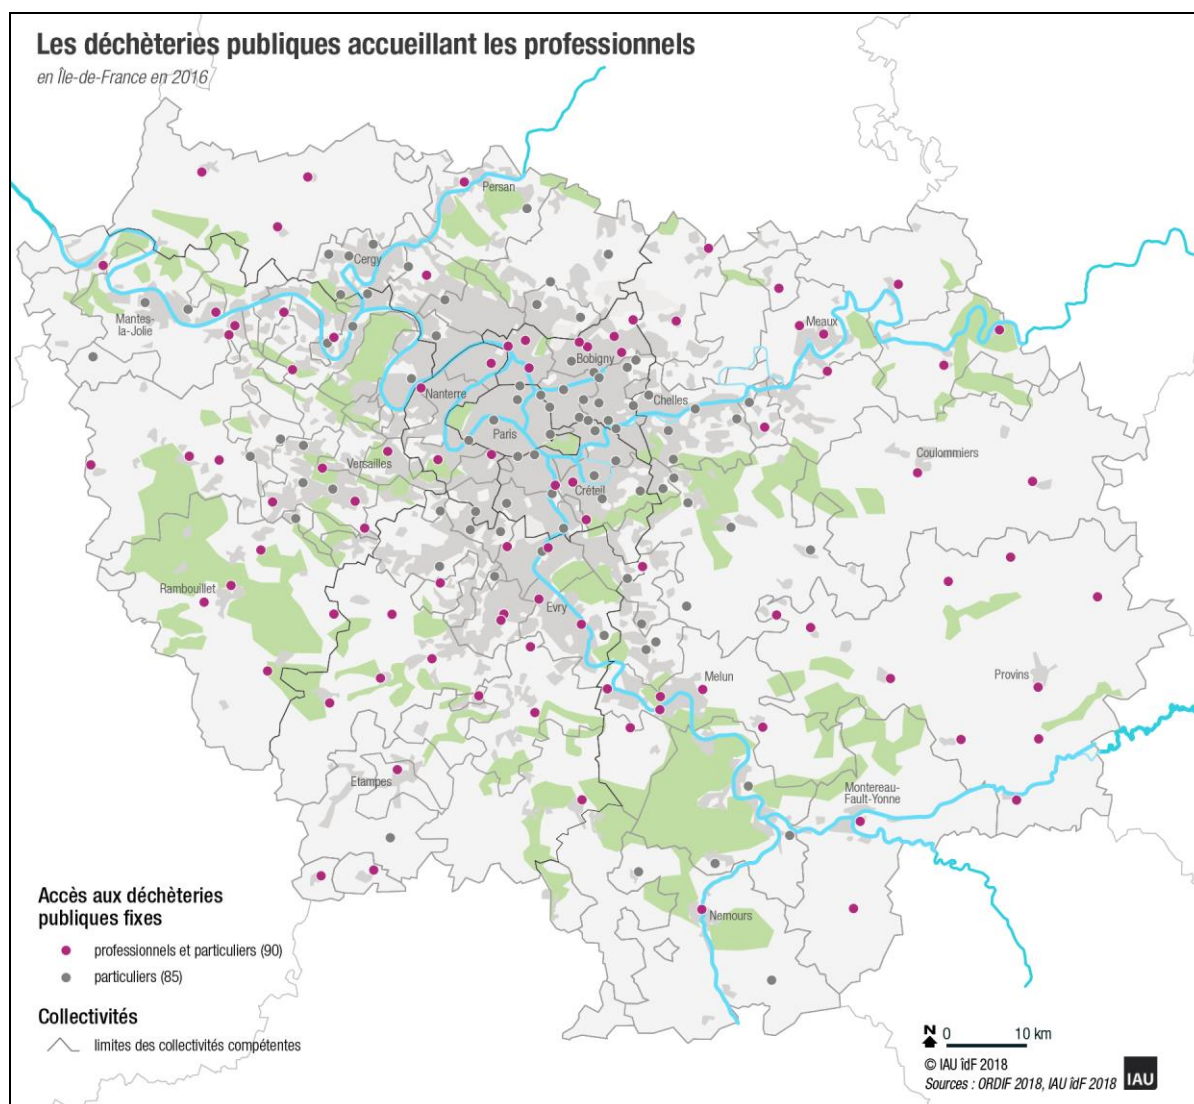 Les déchèteries publiques accueillant les professionnels
en Île-de-France en 2016
Persan
Cergy
Mantes-
la-Jolie
Meaux
Bobigny
Nanterre
Chelles
Paris
Coulommiers
Versailles
Créteil
Rambouillet
Evry
Melun
Provins
Etampes
Montereau-
Fault-Yonne
Nemours
Accès aux déchèteries
publiques fixes
professionnels et particuliers (90)
particuliers (85)
Collectivités
limites des collectivités compétentes
N 0 10 km
© IAU îdF 2018
Sources : ORDIF 2018, IAU îdF 2018
IAU